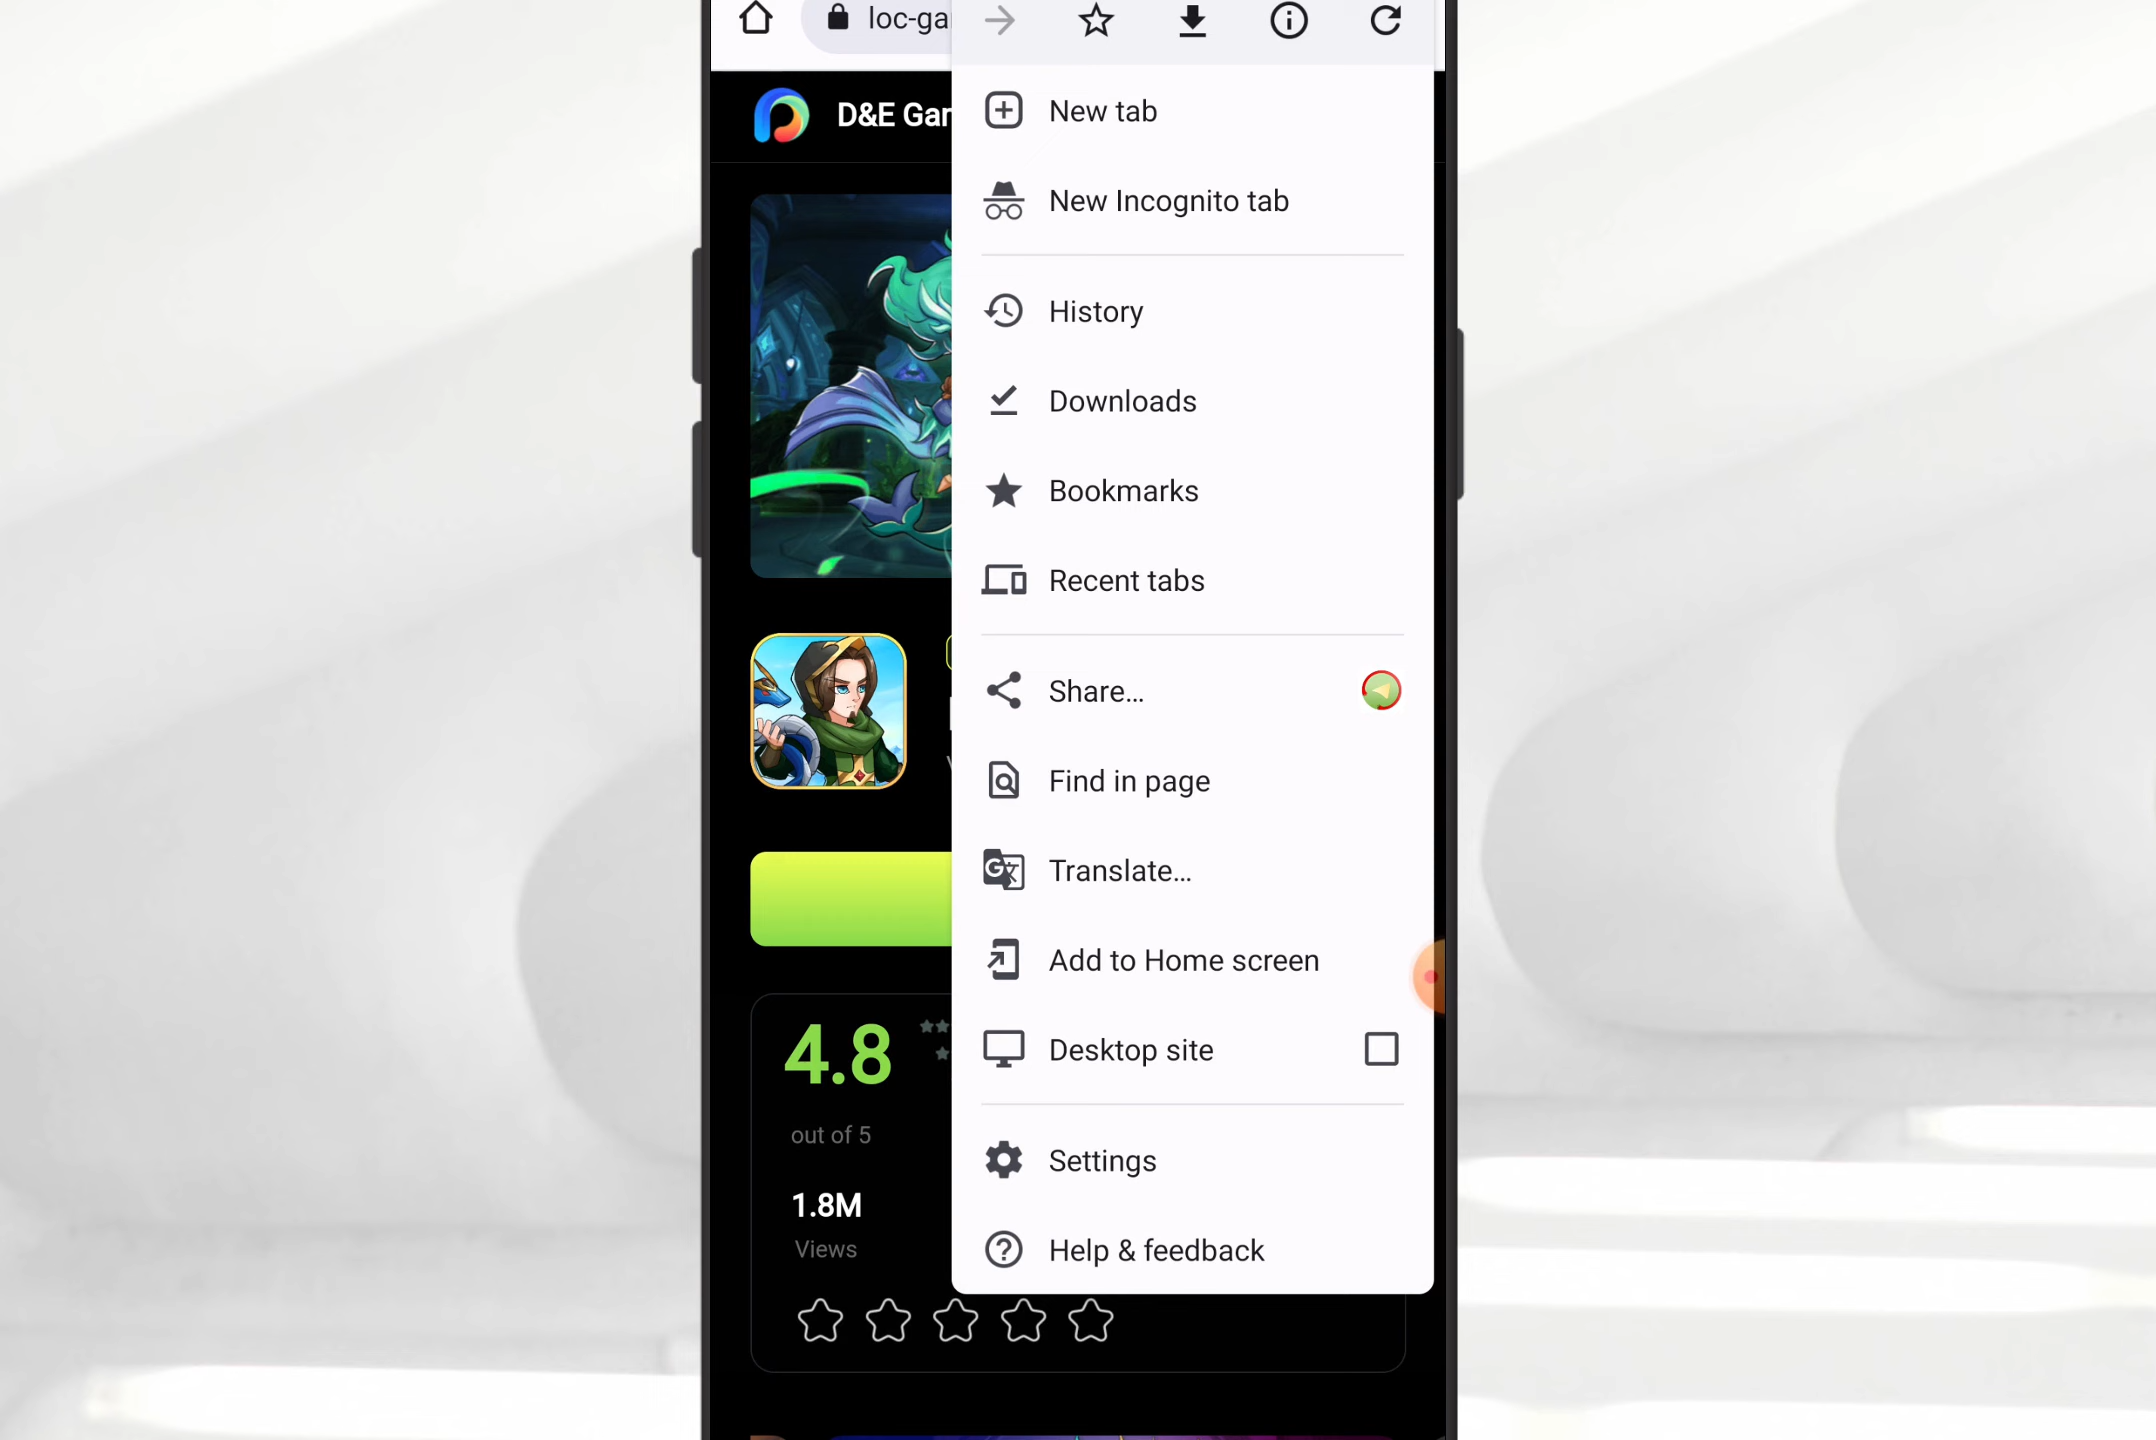 loc-ga
D&E Gar
New tab
New Incognito tab
History
Downloads
Bookmarks
Recent tabs
Share...
Find in page
Translate...
Add to Home screen
Desktop site
4.8
out of 5
Settings
1.8M
Views
Help & feedback